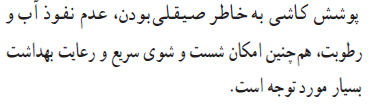 پوشش کاشی به خاطر صیقلی بودن، عدم نفوذ آب و
رطوبت، هم‌چنین امکان شست و شوی سریع و رعایت بهداشت
بسیار مورد توجه است.